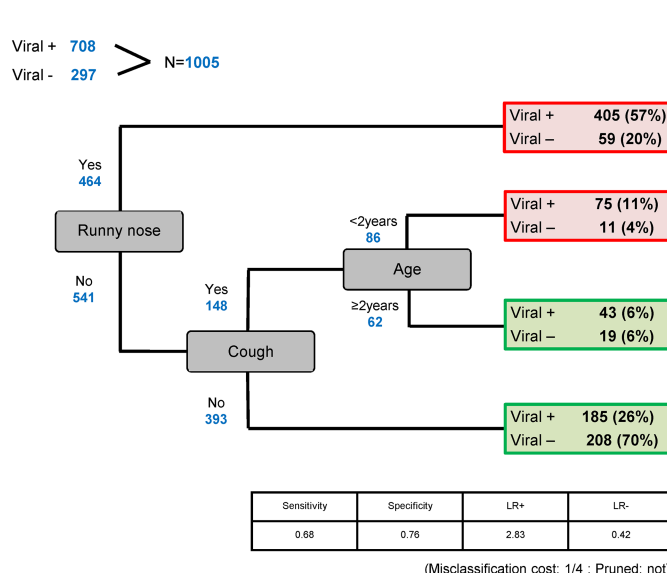 Viral + 708
N=1005
Viral - 297
Viral + 405 (57%)
Viral – 59 (20%)
Yes
464
Runny nose
No
541
Viral + 75 (11%)
Viral – 11 (4%)
<2years
86
Age
≥2years
62
Yes
148
Viral + 43 (6%)
Viral – 19 (6%)
Cough
No
393
Viral + 185 (26%)
Viral – 208 (70%)
Sensitivity Specificity LR+ LR-
0.68 0.76 2.83 0.42
(Misclassification cost: 1/4 ; Pruned: not